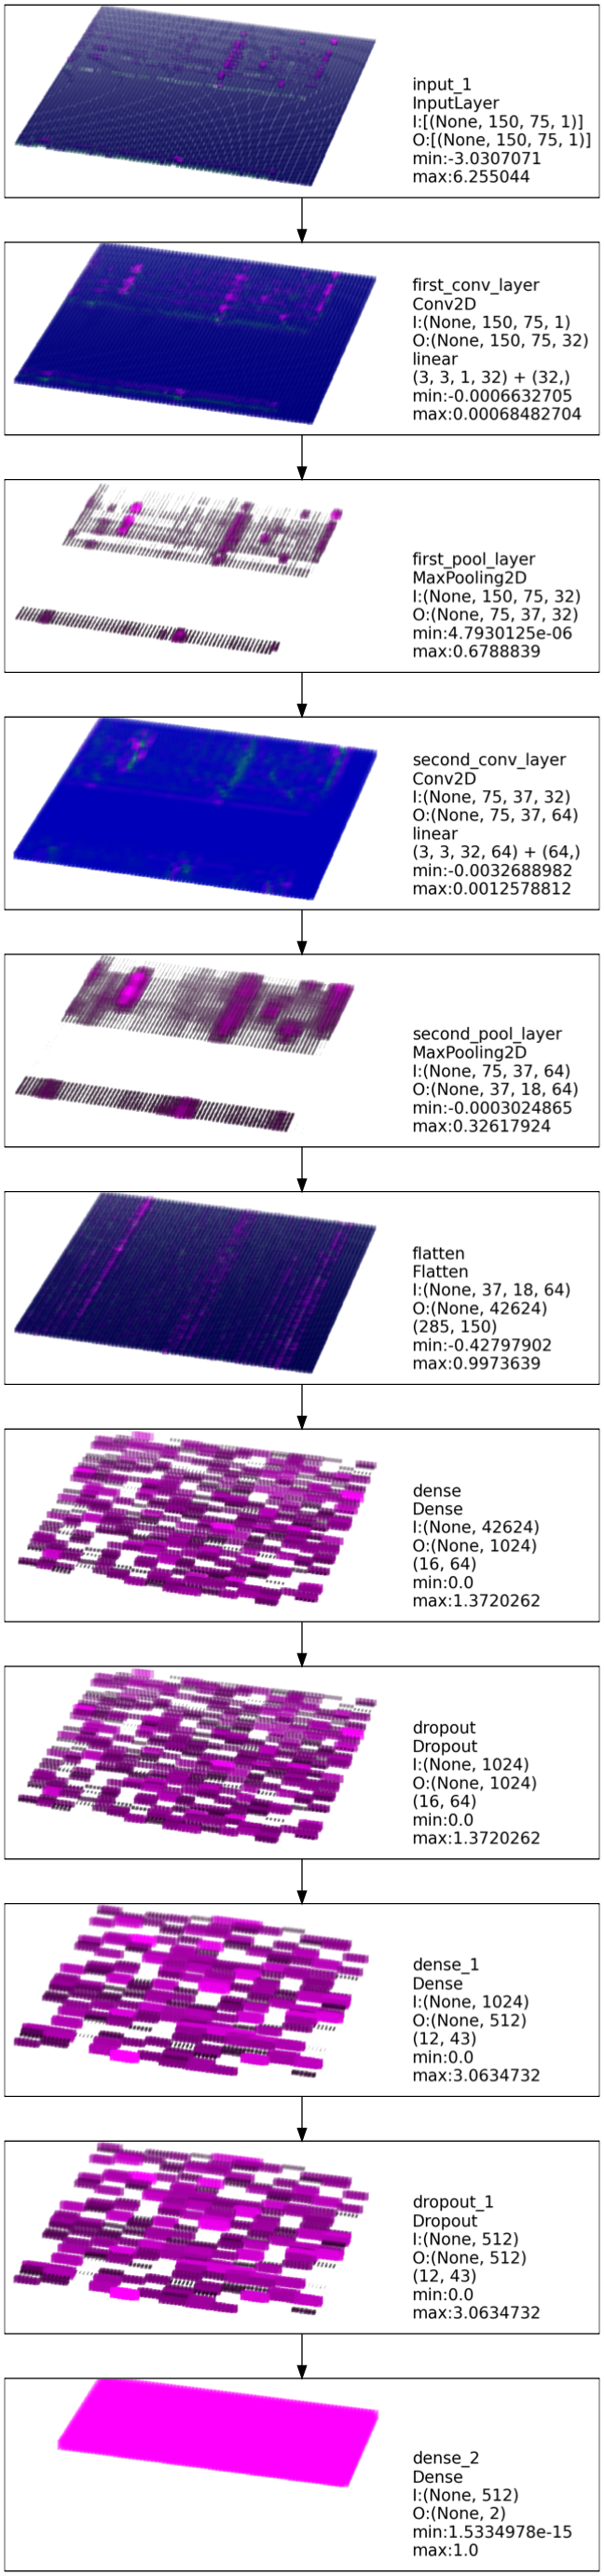 input_1
InputLayer
I:[(None, 150, 75, 1)]
O:[(None, 150, 75, 1)]
min:-3.0307071
max:6.255044
first_conv_layer
Conv2D
I:(None, 150, 75, 1)
O:(None, 150, 75, 32)
linear
(3, 3, 1, 32) + (32,)
min:-0.0006632705
max:0.00068482704
first_pool_layer
MaxPooling2D
I:(None, 150, 75, 32)
O:(None, 75, 37, 32)
min:4.7930125e-06
max:0.6788839
second_conv_layer
Conv2D
I:(None, 75, 37, 32)
O:(None, 75, 37, 64)
linear
(3, 3, 32, 64) + (64,)
min:-0.0032688982
max:0.0012578812
second_pool_layer
MaxPooling2D
I:(None, 75, 37, 64)
O:(None, 37, 18, 64)
min:-0.0003024865
max:0.32617924
flatten
Flatten
I:(None, 37, 18, 64)
O:(None, 42624)
(285, 150)
min:-0.42797902
max:0.9973639
dense
Dense
I:(None, 42624)
O:(None, 1024)
(16, 64)
min:0.0
max:1.3720262
dropout
Dropout
I:(None, 1024)
O:(None, 1024)
(16, 64)
min:0.0
max:1.3720262
dense_1
Dense
I:(None, 1024)
O:(None, 512)
(12, 43)
min:0.0
max:3.0634732
dropout_1
Dropout
I:(None, 512)
O:(None, 512)
(12, 43)
min:0.0
max:3.0634732
dense_2
Dense
I:(None, 512)
O:(None, 2)
min:1.5334978e-15
max:1.0